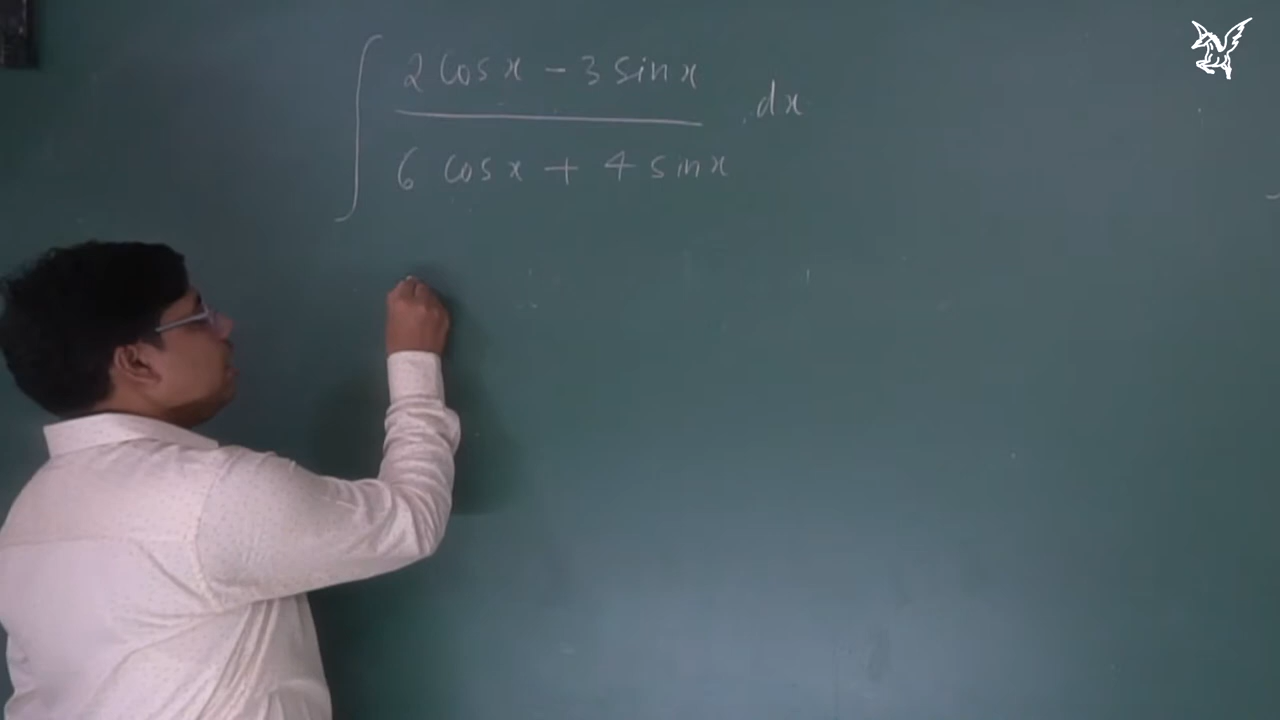 ∫ (2 cos x − 3 sin x) / (6 cos x + 4 sin x) . dx